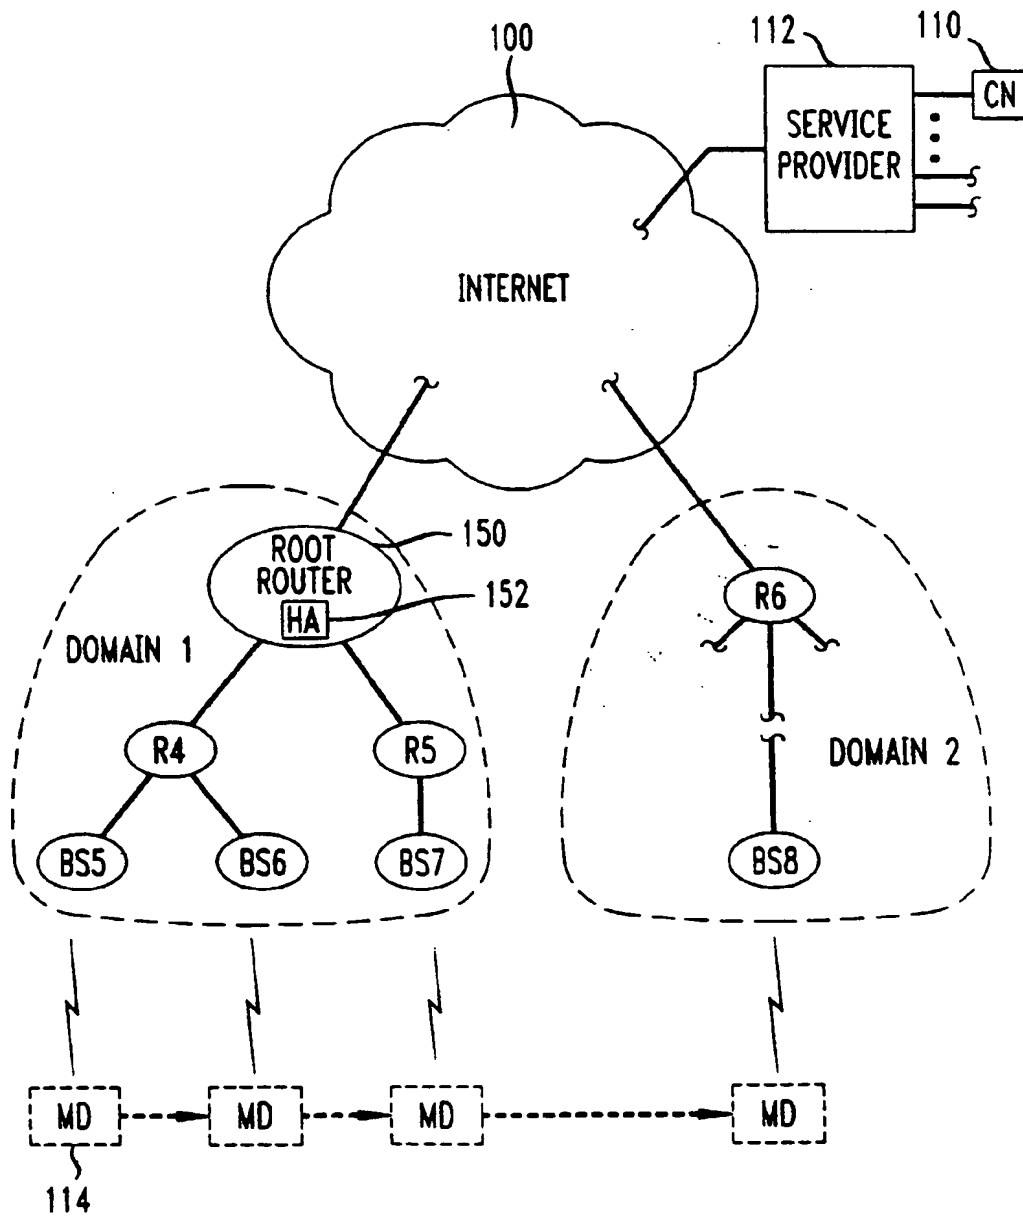 100
112
110
CN
SERVICE
PROVIDER
INTERNET
ROOT
ROUTER
HA
150
152
R6
DOMAIN 1
R4
R5
DOMAIN 2
BS5
BS6
BS7
BS8
MD
MD
MD
MD
114